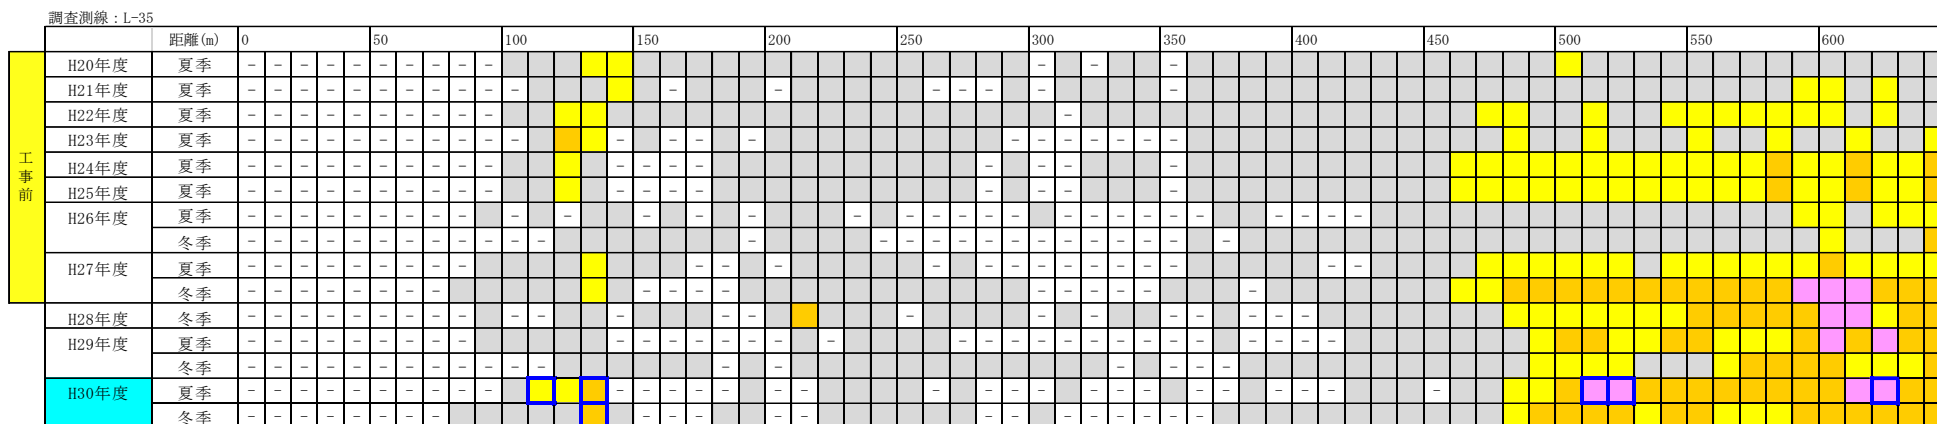 調査測線：L-35
距離(m) 0 50 100 150 200 250 300 350 400 450 500 550 600
工事前
H20年度 夏季
H21年度 夏季
H22年度 夏季
H23年度 夏季
H24年度 夏季
H25年度 夏季
H26年度 夏季
冬季
H27年度 夏季
冬季
H28年度 冬季
H29年度 夏季
冬季
H30年度 夏季
冬季